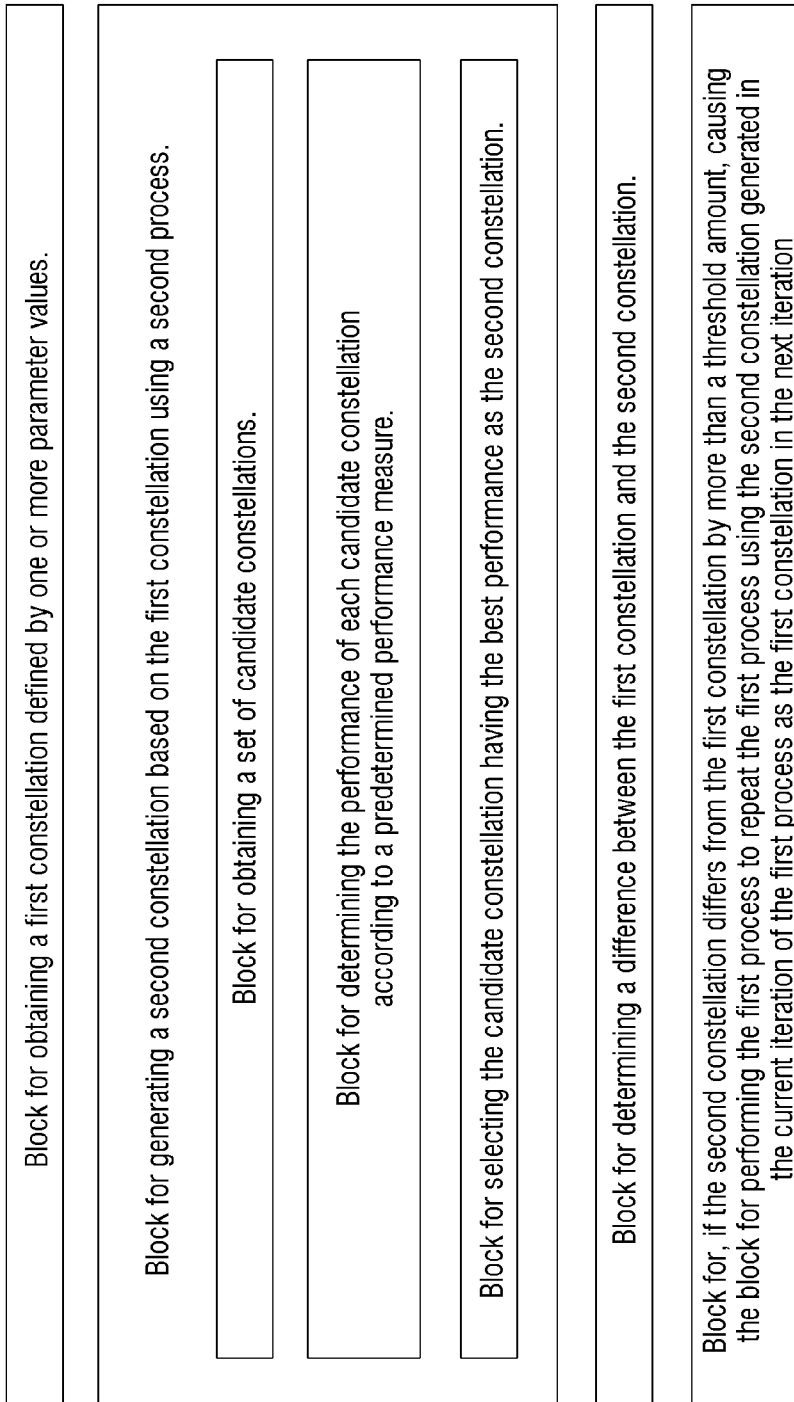 Block for obtaining a first constellation defined by one or more parameter values.
Block for generating a second constellation based on the first constellation using a second process.
Block for obtaining a set of candidate constellations.
Block for determining the performance of each candidate constellation
according to a predetermined performance measure.
Block for selecting the candidate constellation having the best performance as the second constellation.
Block for determining a difference between the first constellation and the second constellation.
Block for, if the second constellation differs from the first constellation by more than a threshold amount, causing
the block for performing the first process to repeat the first process using the second constellation generated in
the current iteration of the first process as the first constellation in the next iteration